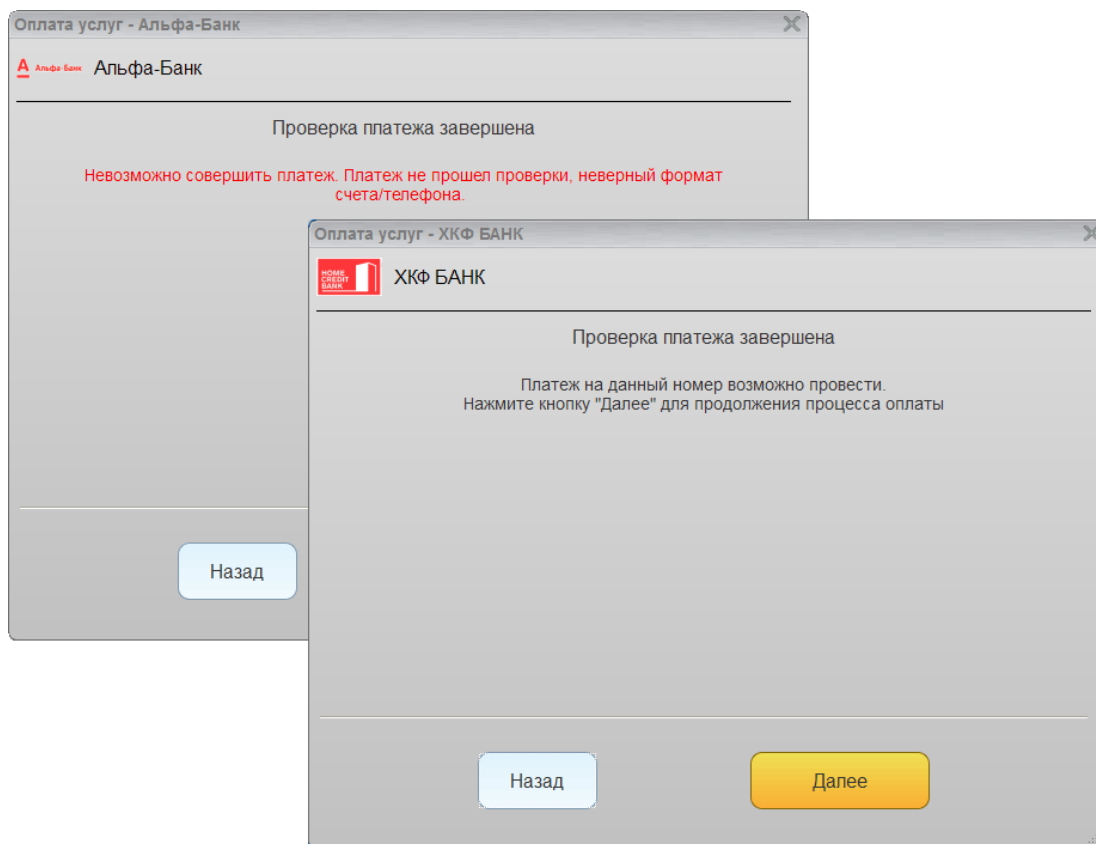 Оплата услуг - Альфа-Банк
А Альфа·Банк Альфа-Банк
Проверка платежа завершена
Невозможно совершить платеж. Платеж не прошел проверки, неверный формат
счета/телефона.
Назад
Оплата услуг - ХКФ БАНК
HOME
CREDIT
BANK
ХКФ БАНК
Проверка платежа завершена
Платеж на данный номер возможно провести.
Нажмите кнопку "Далее" для продолжения процесса оплаты
Назад Далее